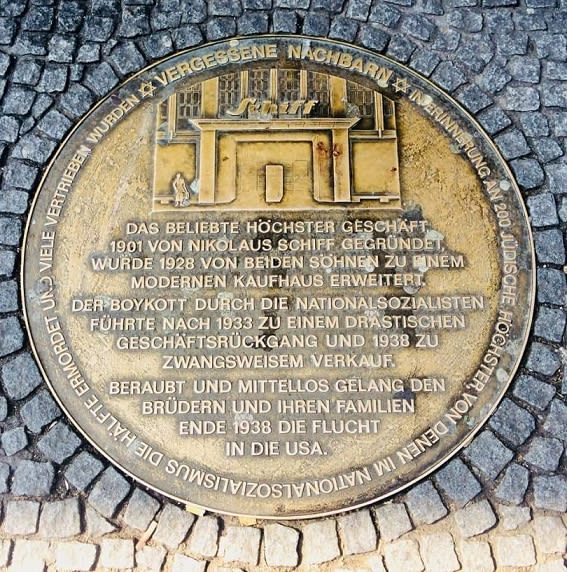 VERGESSENE NACHBARN
IN ERINNERUNG AN 200 JÜDISCHE HÖCHSTER, VON DENEN IM NATIONALSOZIALISMUS DIE HÄLFTE ERMORDET UND VIELE VERTRIEBEN WURDEN
Schiff
DAS BELIEBTE HÖCHSTER GESCHÄFT,
1901 VON NIKOLAUS SCHIFF GEGRÜNDET,
WURDE 1928 VON BEIDEN SÖHNEN ZU EINEM
MODERNEN KAUFHAUS ERWEITERT.
DER BOYKOTT DURCH DIE NATIONALSOZIALISTEN
FÜHRTE NACH 1933 ZU EINEM DRASTISCHEN
GESCHÄFTSRÜCKGANG UND 1938 ZU
ZWANGSWEISEM VERKAUF.
BERAUBT UND MITTELLOS GELANG DEN
BRÜDERN UND IHREN FAMILIEN
ENDE 1938 DIE FLUCHT
IN DIE USA.